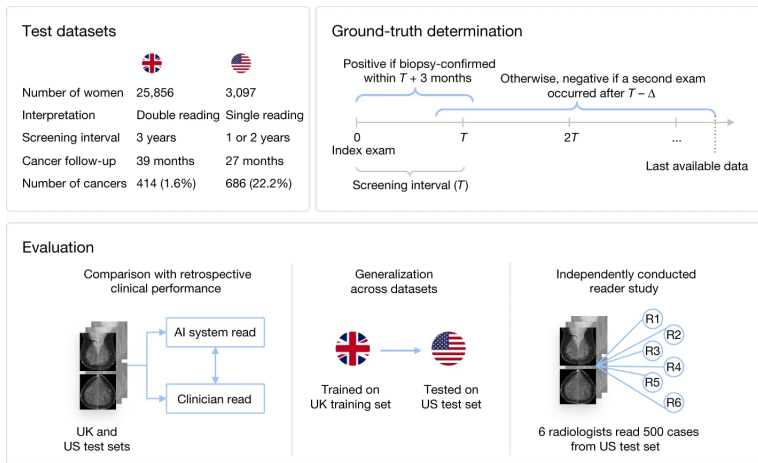 Test datasets
Number of women 25,856 3,097
Interpretation Double reading Single reading
Screening interval 3 years 1 or 2 years
Cancer follow-up 39 months 27 months
Number of cancers 414 (1.6%) 686 (22.2%)
Ground-truth determination
Positive if biopsy-confirmed
within T + 3 months
Otherwise, negative if a second exam
occurred after T – Δ
0 T 2T ...
Index exam
Last available data
Screening interval (T)
Evaluation
Comparison with retrospective
clinical performance
AI system read
Clinician read
UK and
US test sets
Generalization
across datasets
Trained on
UK training set
Tested on
US test set
Independently conducted
reader study
R1
R2
R3
R4
R5
R6
6 radiologists read 500 cases
from US test set